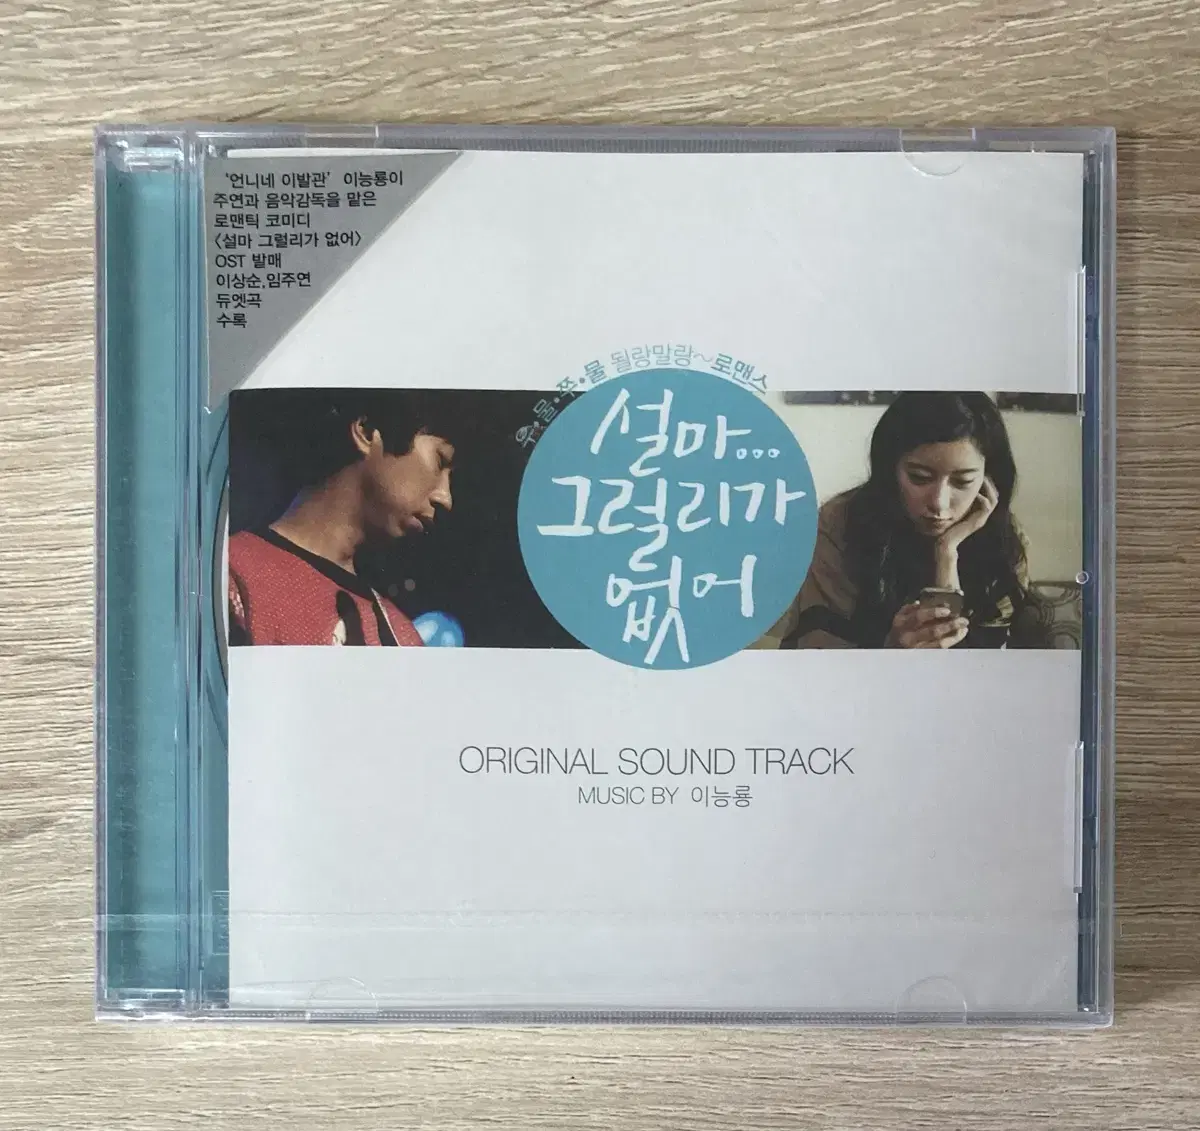 ‘언니네 이발관’ 이능룡이
주연과 음악감독을 맡은
로맨틱 코미디
〈설마 그럴리가 없어〉
OST 발매
이상순,임주연
듀엣곡
수록
우•물•쭈•물 될랑말랑~로맨스
설마...
그럴리가
없어
ORIGINAL SOUND TRACK
MUSIC BY 이능룡